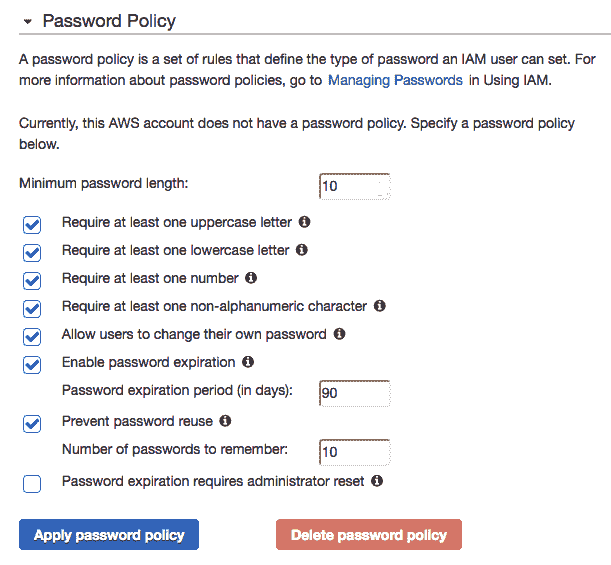 Password Policy
A password policy is a set of rules that define the type of password an IAM user can set. For
more information about password policies, go to Managing Passwords in Using IAM.
Currently, this AWS account does not have a password policy. Specify a password policy
below.
Minimum password length: 10
Require at least one uppercase letter
Require at least one lowercase letter
Require at least one number
Require at least one non-alphanumeric character
Allow users to change their own password
Enable password expiration
Password expiration period (in days): 90
Prevent password reuse
Number of passwords to remember: 10
Password expiration requires administrator reset
Apply password policy Delete password policy